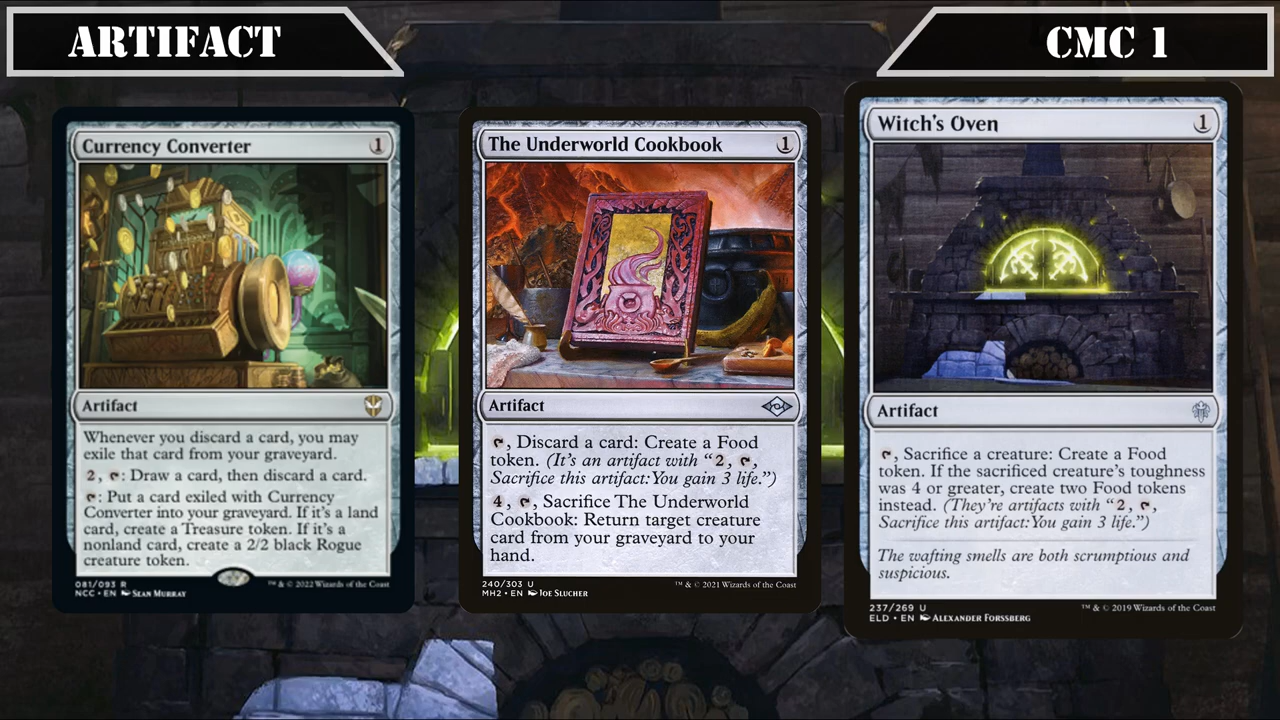 ARTIFACT
CMC 1
Currency Converter 1
Artifact
Whenever you discard a card, you may
exile that card from your graveyard.
2, T: Draw a card, then discard a card.
T: Put a card exiled with Currency
Converter into your graveyard. If it's a land
card, create a Treasure token. If it's a
nonland card, create a 2/2 black Rogue
creature token.
081/093 R
NCC • EN SEAN MURRAY
™ & © 2022 Wizards of the Coast
The Underworld Cookbook 1
Artifact
T, Discard a card: Create a Food
token. (It's an artifact with “2, T,
Sacrifice this artifact: You gain 3 life.”)
4, T, Sacrifice The Underworld
Cookbook: Return target creature
card from your graveyard to your
hand.
240/303 U
MH2 • EN JOE SLUCHER
™ & © 2021 Wizards of the Coast
Witch's Oven 1
Artifact
T, Sacrifice a creature: Create a Food
token. If the sacrificed creature's toughness
was 4 or greater, create two Food tokens
instead. (They're artifacts with “2, T,
Sacrifice this artifact: You gain 3 life.”)
The wafting smells are both scrumptious and
suspicious.
237/269 U
ELD • EN ALEXANDER FORSSBERG
™ & © 2019 Wizards of the Coast